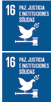 16 PAZ, JUSTICIA
E INSTITUCIONES
SÓLIDAS
16 PAZ, JUSTICIA
E INSTITUCIONES
SÓLIDAS